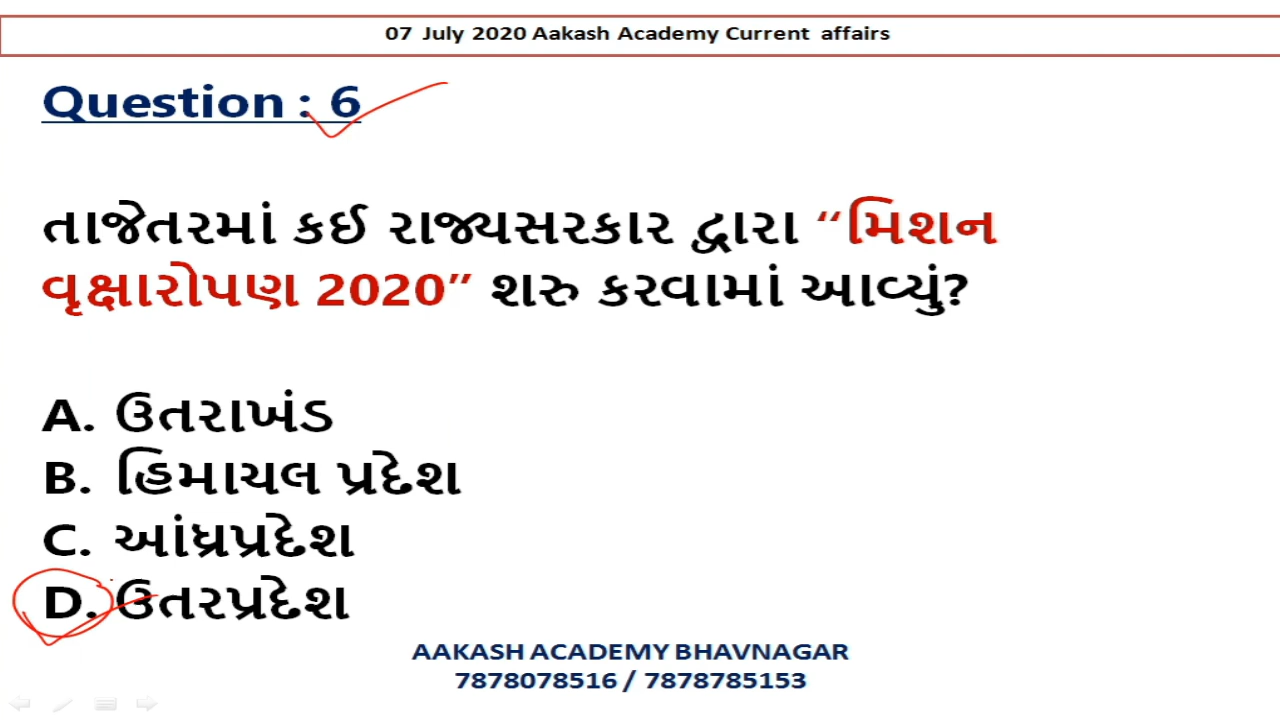 07 July 2020 Aakash Academy Current affairs
Question : 6
તાજેતરમાં કઈ રાજ્યસરકાર દ્વારા “મિશન
વૃક્ષારોપણ 2020” શરુ કરવામાં આવ્યું?
A. ઉતરાખંડ
B. હિમાચલ પ્રદેશ
C. આંધ્રપ્રદેશ
D. ઉતરપ્રદેશ
AAKASH ACADEMY BHAVNAGAR
7878078516 / 7878785153